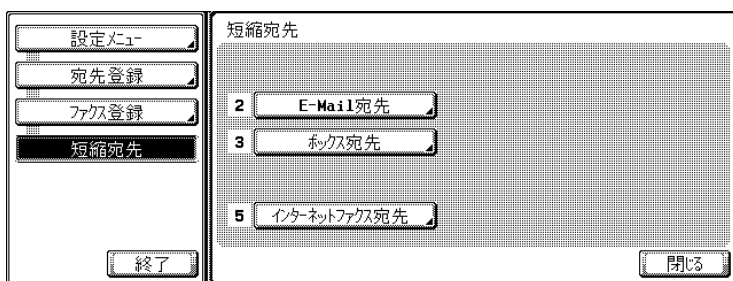 設定メニュー
宛先登録
ファクス登録
短縮宛先
終了
短縮宛先
2 E-Mail宛先
3 ボックス宛先
5 インターネットファクス宛先
閉じる